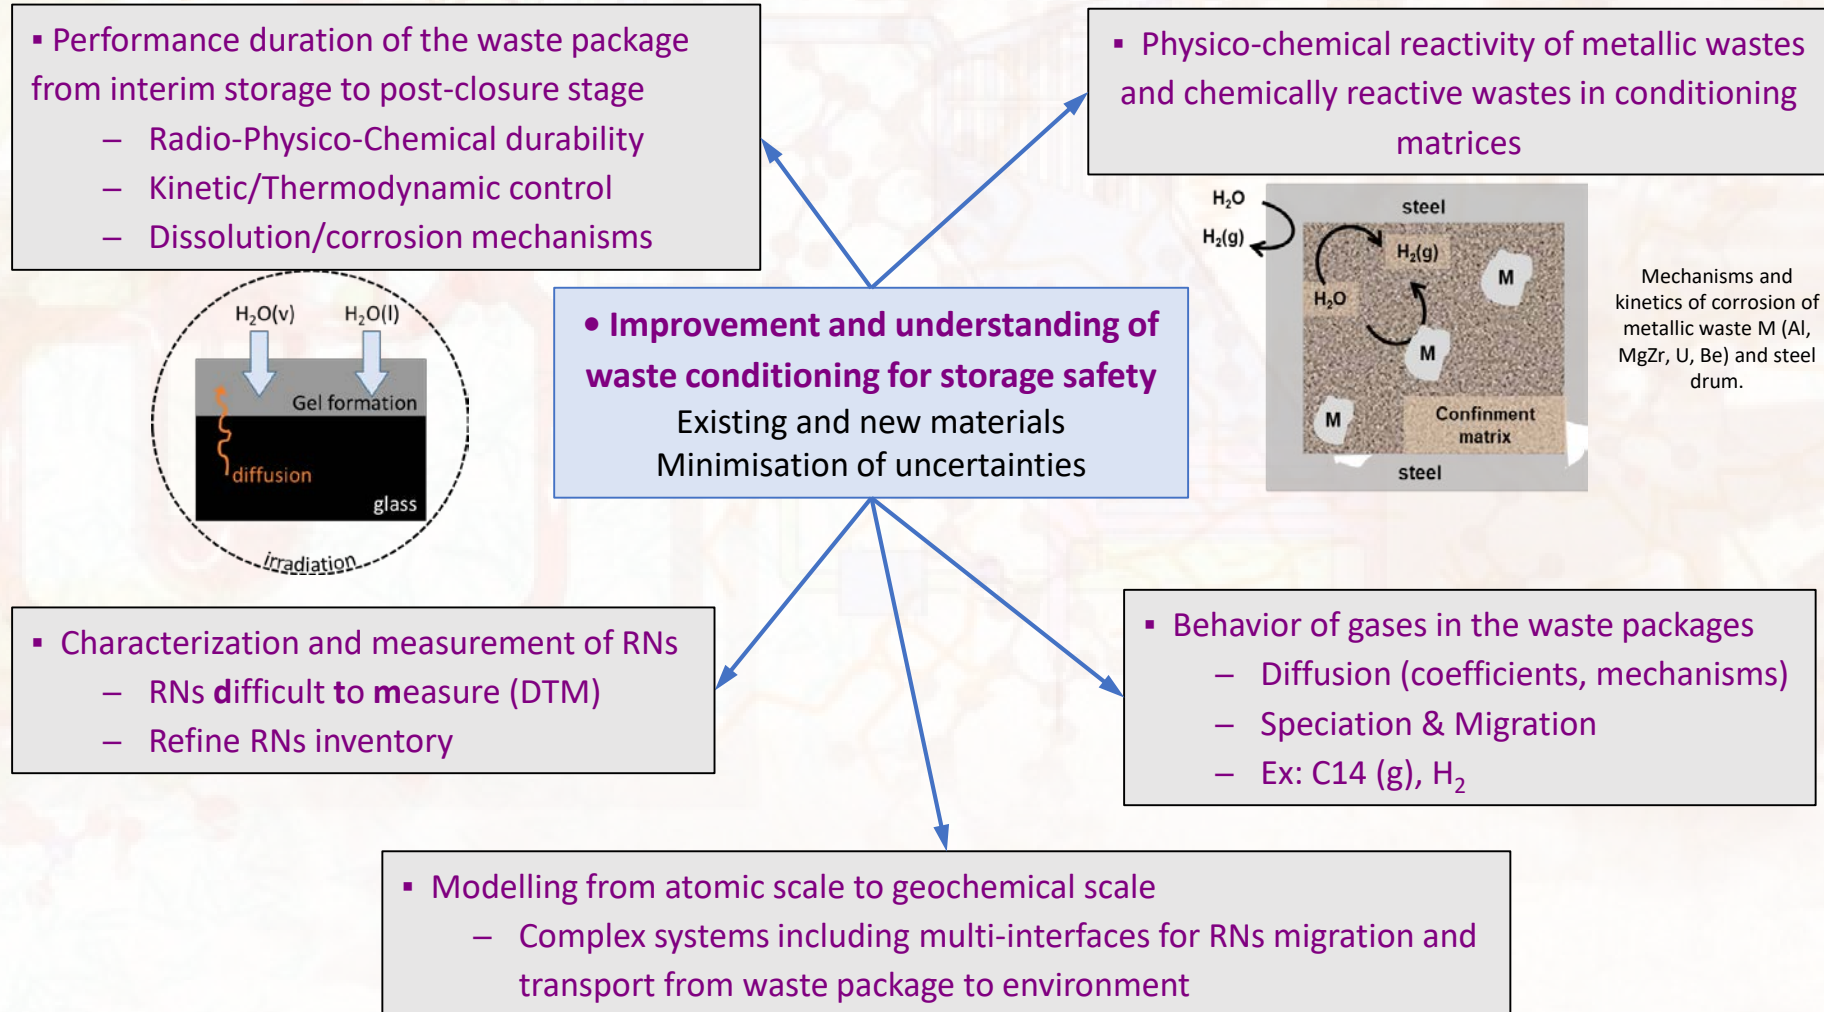 ▪ Performance duration of the waste package
from interim storage to post-closure stage
– Radio-Physico-Chemical durability
– Kinetic/Thermodynamic control
– Dissolution/corrosion mechanisms
▪ Physico-chemical reactivity of metallic wastes
and chemically reactive wastes in conditioning
matrices
H₂O(v) H₂O(l)
Gel formation
diffusion
glass
irradiation
• Improvement and understanding of
waste conditioning for storage safety
Existing and new materials
Minimisation of uncertainties
H₂O
H₂(g)
steel
H₂(g)
M
H₂O
M
M
Confinment
matrix
steel
Mechanisms and
kinetics of corrosion of
metallic waste M (Al,
MgZr, U, Be) and steel
drum.
▪ Characterization and measurement of RNs
– RNs difficult to measure (DTM)
– Refine RNs inventory
▪ Behavior of gases in the waste packages
– Diffusion (coefficients, mechanisms)
– Speciation & Migration
– Ex: C14 (g), H₂
▪ Modelling from atomic scale to geochemical scale
– Complex systems including multi-interfaces for RNs migration and
transport from waste package to environment